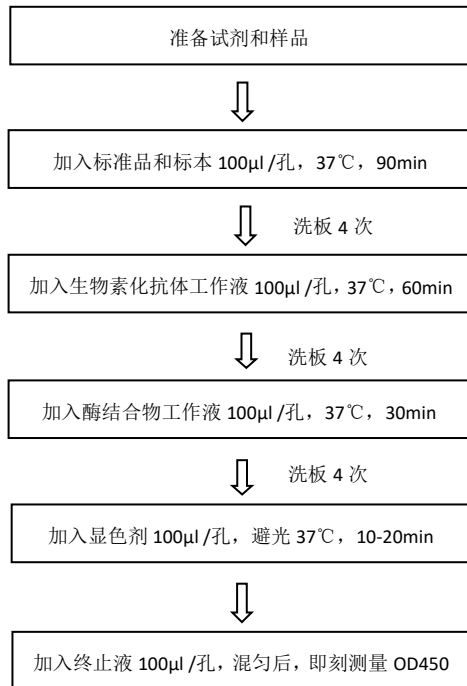 准备试剂和样品
加入标准品和标本 100μl /孔，37℃，90min
洗板 4 次
加入生物素化抗体工作液 100μl /孔，37℃，60min
洗板 4 次
加入酶结合物工作液 100μl /孔，37℃，30min
洗板 4 次
加入显色剂 100μl /孔，避光 37℃，10-20min
加入终止液 100μl /孔，混匀后，即刻测量 OD450